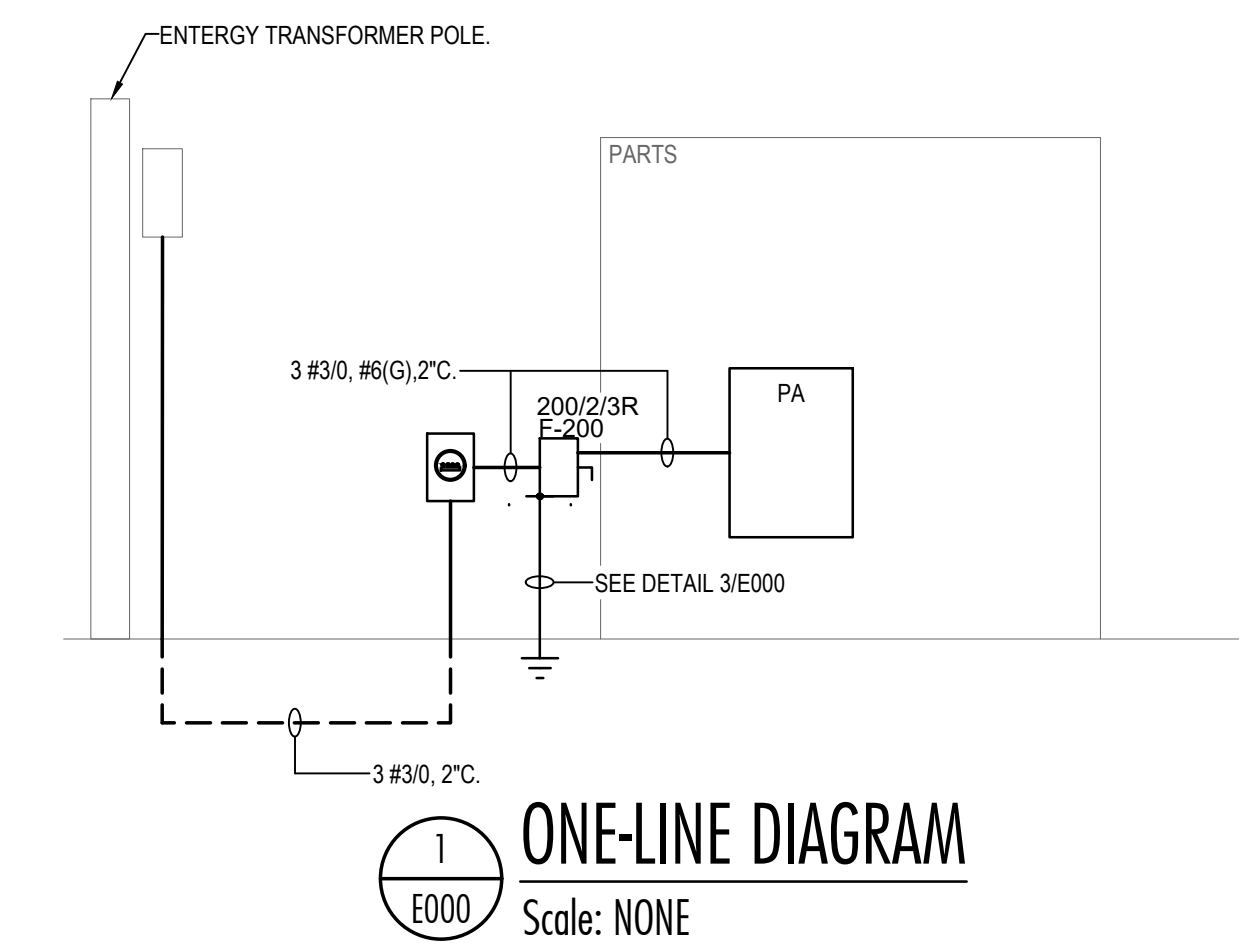 ENTERGY TRANSFORMER POLE.
PARTS
3 #3/0, #6(G),2"C.
200/2/3R
F-200
PA
SEE DETAIL 3/E000
3 #3/0, 2"C.
1
E000
ONE-LINE DIAGRAM
Scale: NONE